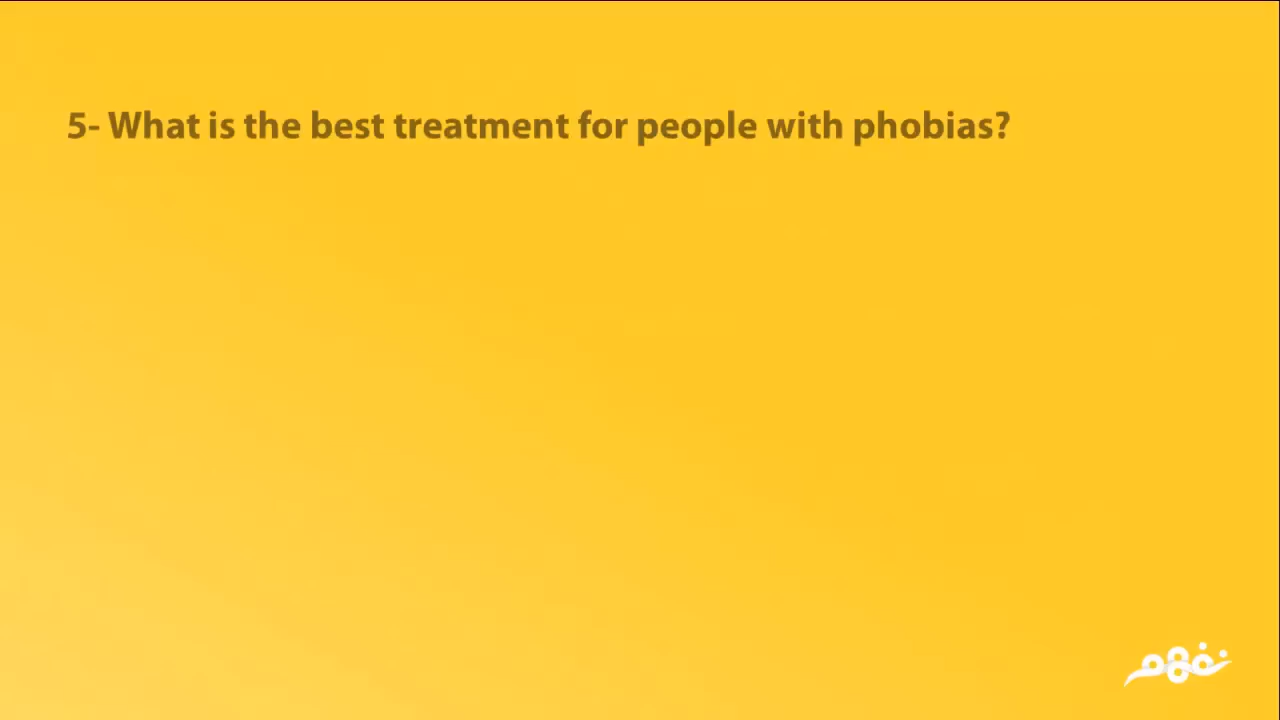 5- What is the best treatment for people with phobias?
نفهم